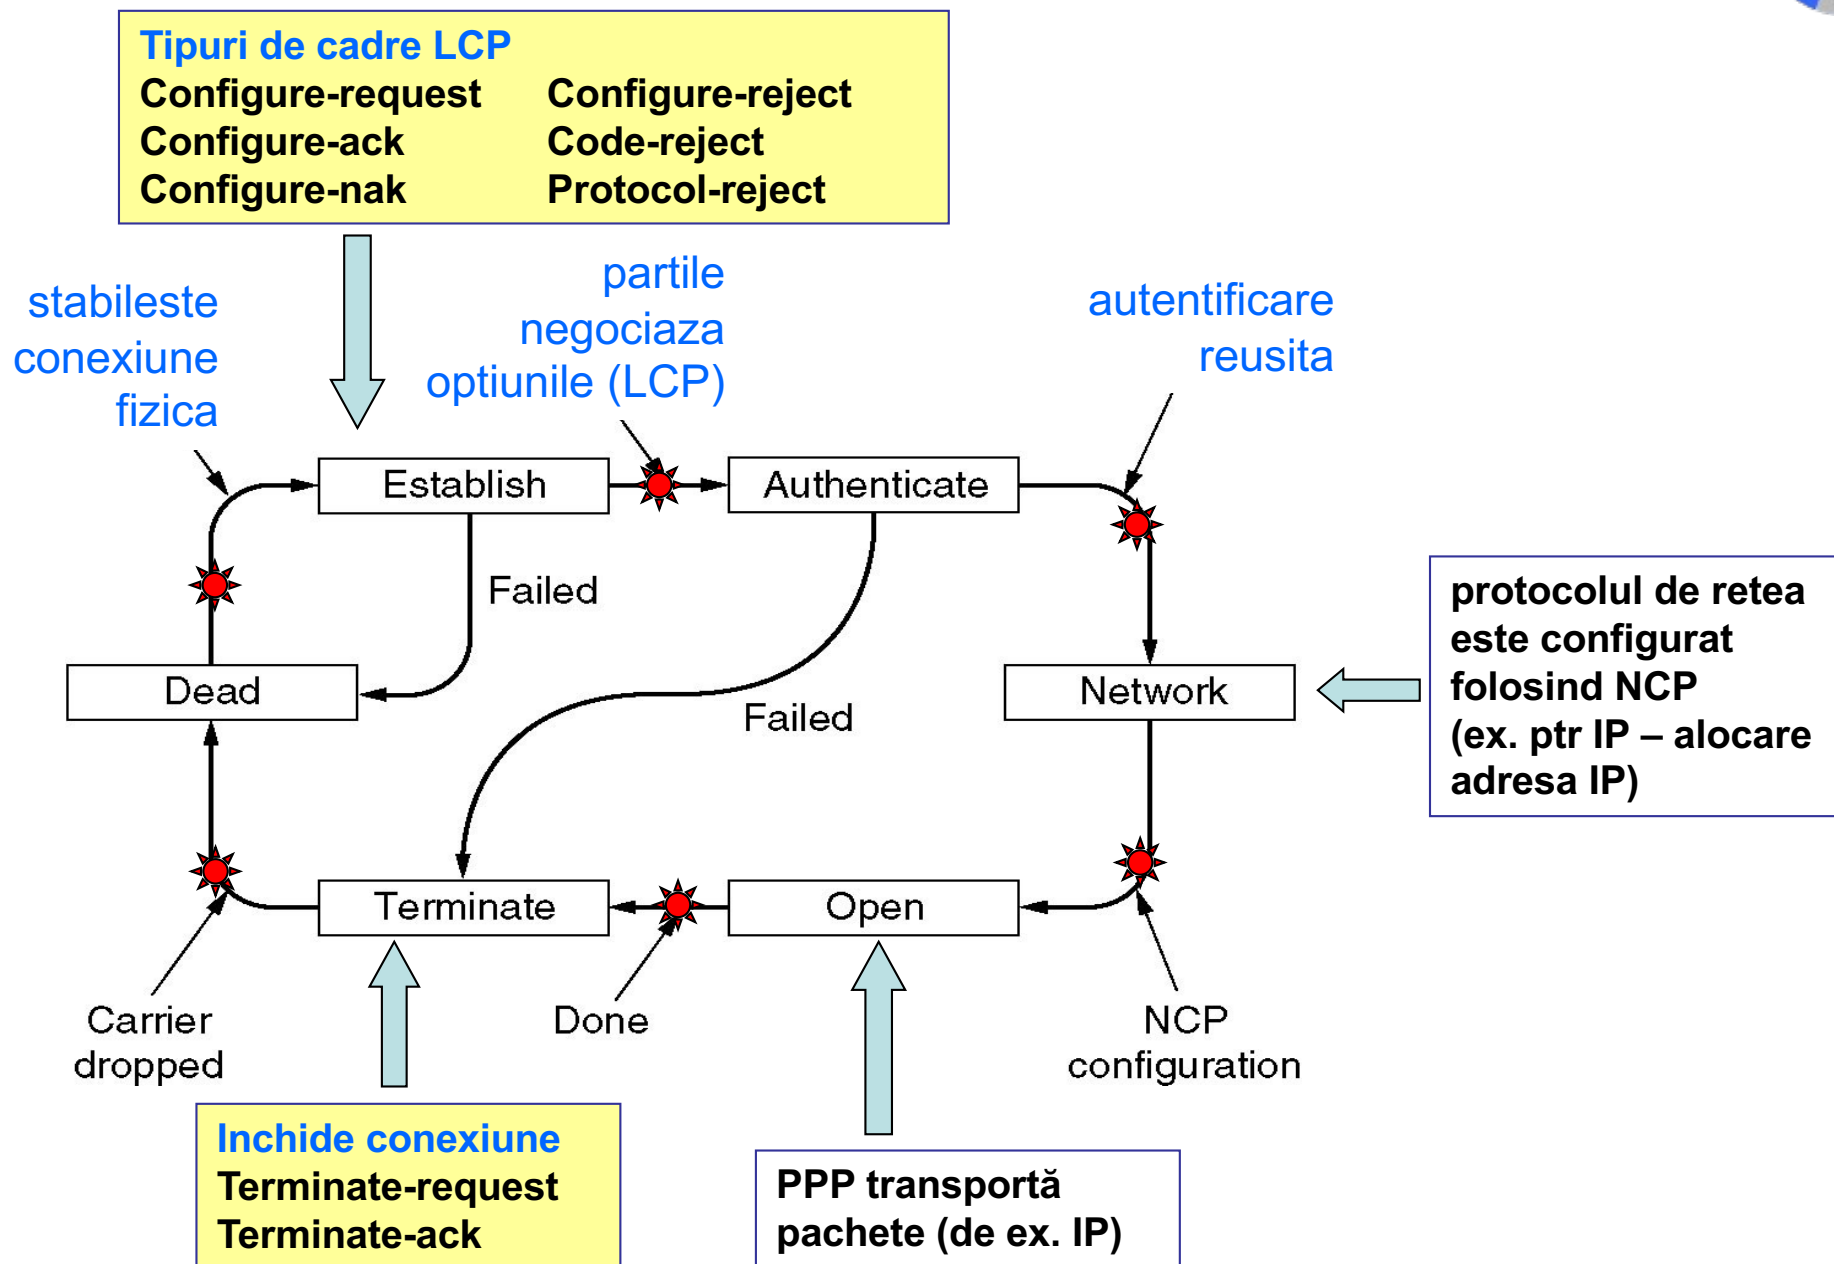 Tipuri de cadre LCP
Configure-request Configure-reject
Configure-ack Code-reject
Configure-nak Protocol-reject
stabileste
conexiune
fizica
partile
negociaza
optiunile (LCP)
autentificare
reusita
Establish
Authenticate
Failed
Failed
Dead
Network
protocolul de retea
este configurat
folosind NCP
(ex. ptr IP – alocare
adresa IP)
Terminate
Open
Carrier
dropped
Done
NCP
configuration
Inchide conexiune
Terminate-request
Terminate-ack
PPP transportă
pachete (de ex. IP)